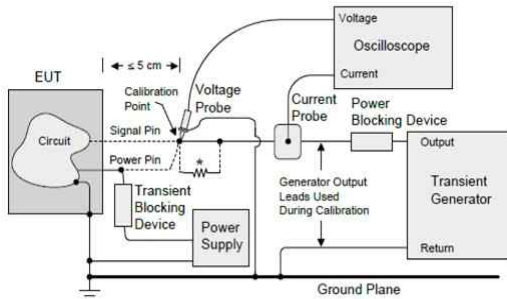 Voltage
Oscilloscope
Current
≤ 5 cm
EUT
Calibration
Point
Voltage
Probe
Current
Probe
Power
Blocking Device
Circuit
Signal Pin
Power Pin
*
Output
Transient
Generator
Return
Transient
Blocking
Device
Power
Supply
Generator Output
Leads Used
During Calibration
Ground Plane